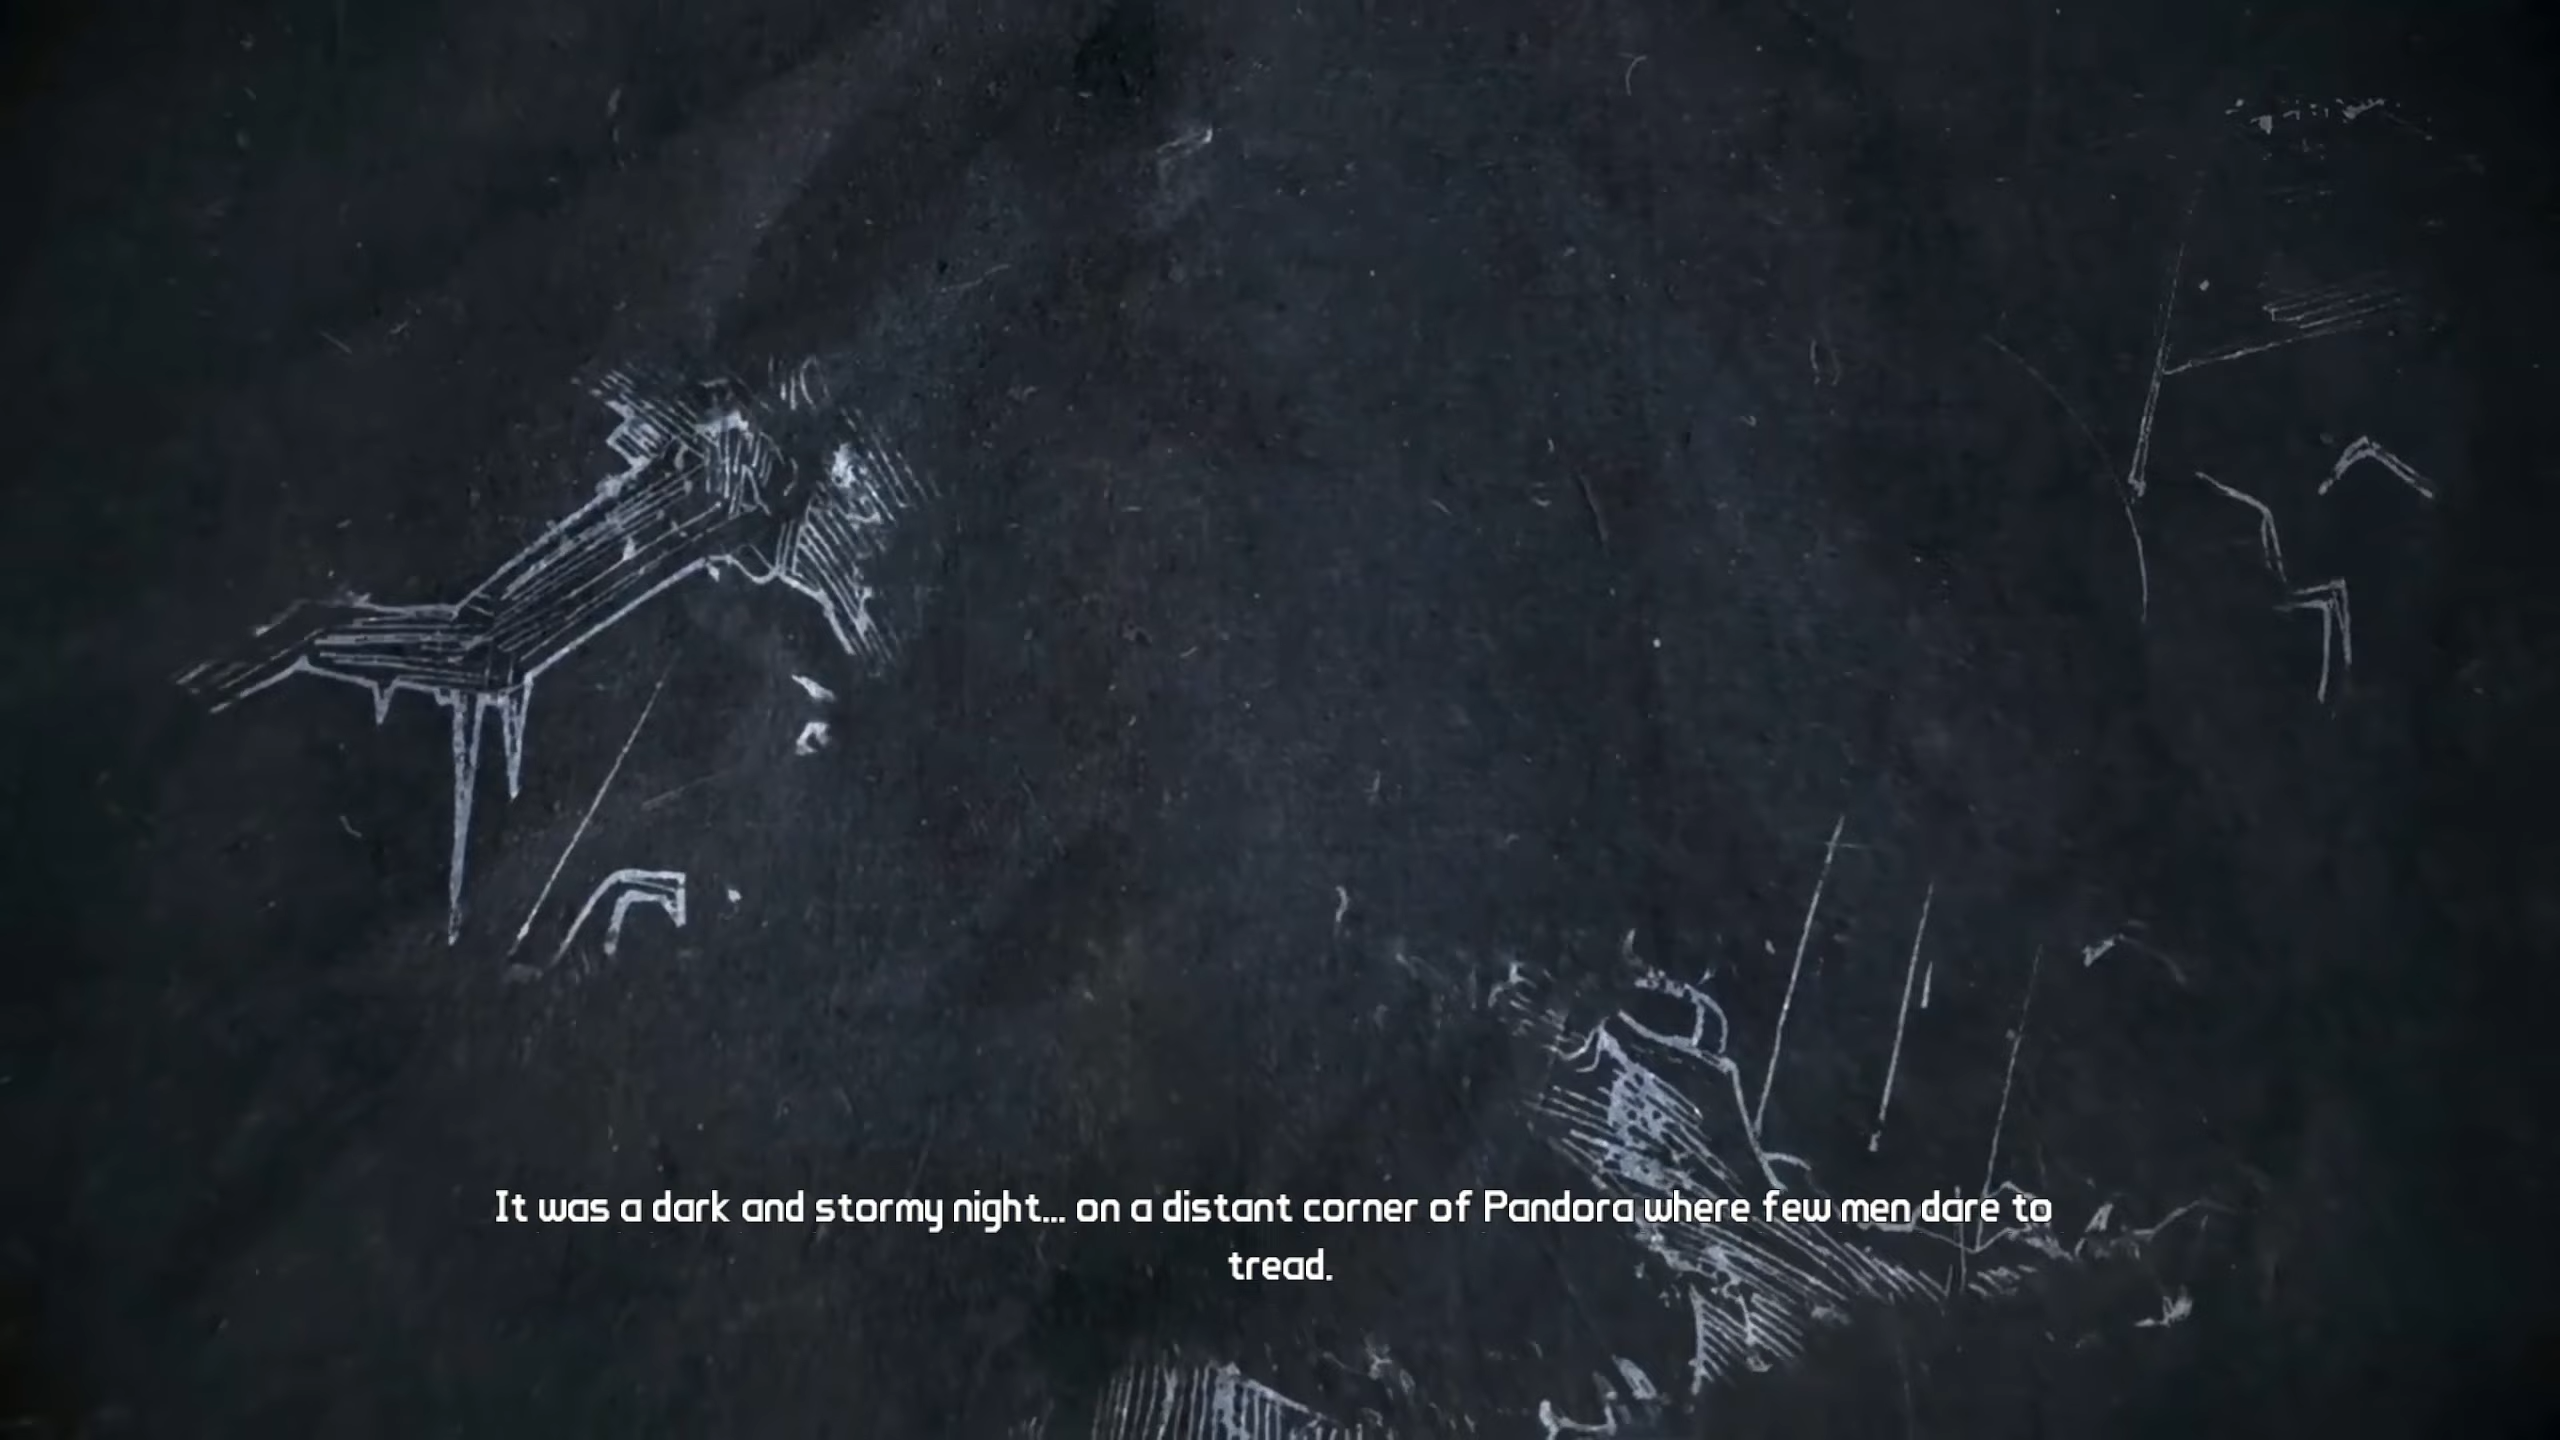 It was a dark and stormy night... on a distant corner of Pandora where few men dare to
tread.